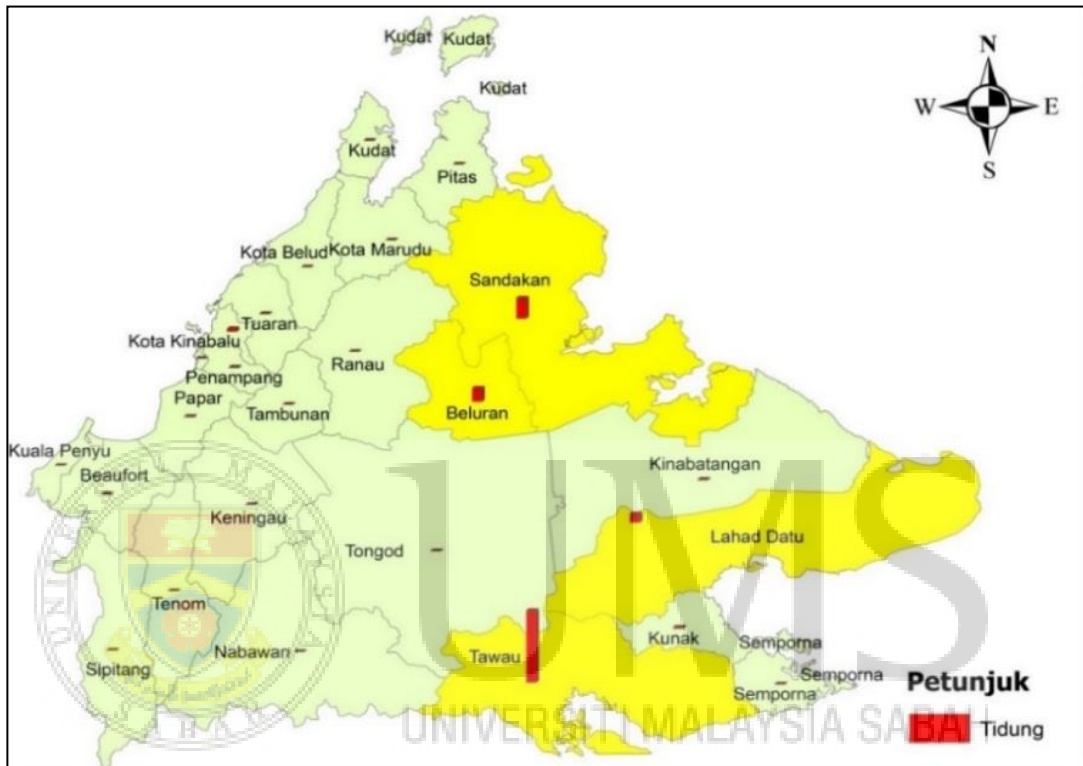 Kudat
Kudat
Kudat
N
W
E
S
Kudat
Pitas
Kota Belud
Kota Marudu
Sandakan
Tuaran
Kota Kinabalu
Ranau
Penampang
Papar
Tambunan
Beluran
Kuala Penyu
Beaufort
Kinabatangan
Keningau
Lahad Datu
Tongod
Tenom
Kunak
Semporna
Sipitang
Nabawan
Tawau
Semporna
Semporna
Petunjuk
Tidung
UMS
UNIVERSITI MALAYSIA SABAH